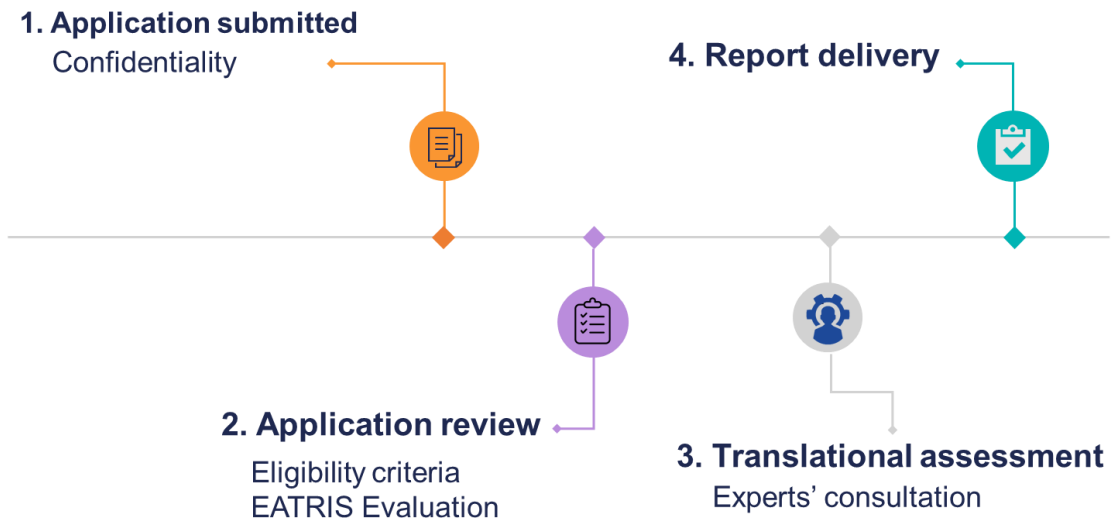 1. Application submitted
Confidentiality
2. Application review
Eligibility criteria
EATRIS Evaluation
3. Translational assessment
Experts’ consultation
4. Report delivery